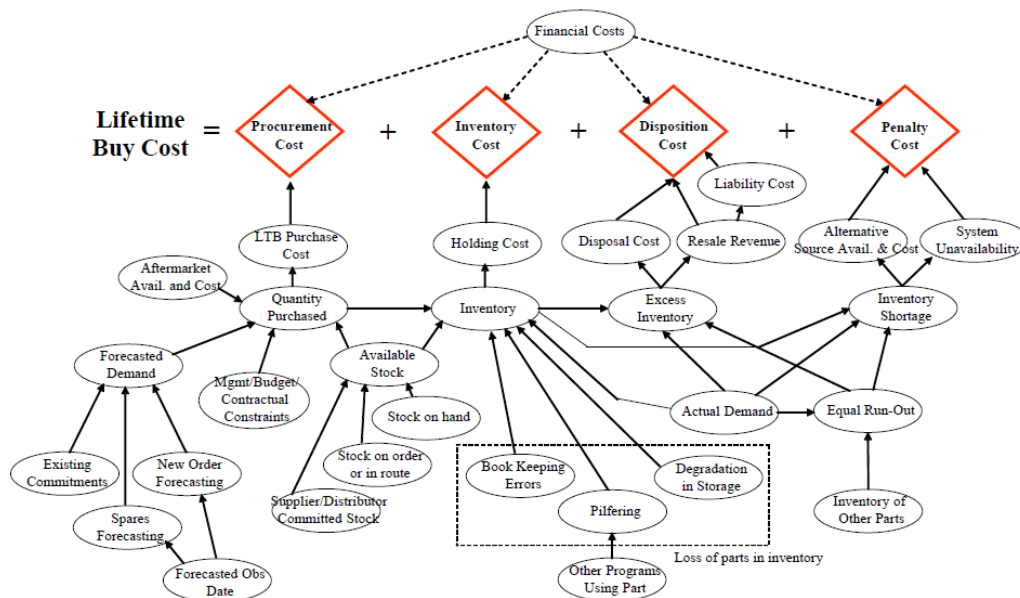 Financial Costs
Lifetime
Buy Cost
=
Procurement
Cost
+
Inventory
Cost
+
Disposition
Cost
+
Penalty
Cost
Liability Cost
LTB Purchase
Cost
Holding Cost
Disposal Cost
Resale Revenue
Alternative
Source Avail. & Cost
System
Unavailability.
Aftermarket
Avail. and Cost
Quantity
Purchased
Inventory
Excess
Inventory
Inventory
Shortage
Forecasted
Demand
Mgmt/Budget/
Contractual
Constraints
Available
Stock
Stock on hand
Actual Demand
Equal Run-Out
Existing
Commitments
New Order
Forecasting
Stock on order
or in route
Book Keeping
Errors
Degradation
in Storage
Spares
Forecasting
Supplier/Distributor
Committed Stock
Pilfering
Inventory of
Other Parts
Loss of parts in inventory
Forecasted Obs
Date
Other Programs
Using Part